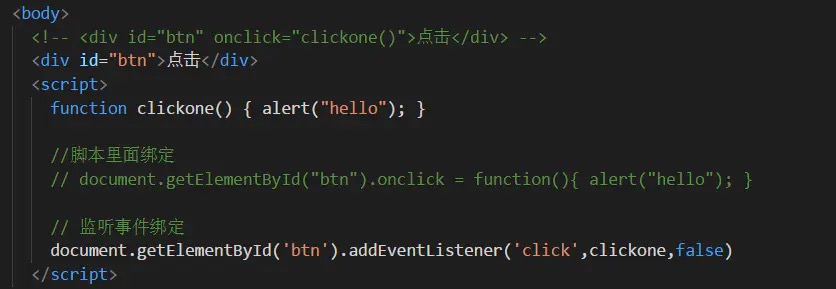 <body>
<!-- <div id="btn" onclick="clickone()">点击</div> -->
<div id="btn">点击</div>
<script>
function clickone() { alert("hello"); }
//脚本里面绑定
// document.getElementById("btn").onclick = function(){ alert("hello"); }
// 监听事件绑定
document.getElementById('btn').addEventListener('click',clickone,false)
</script>